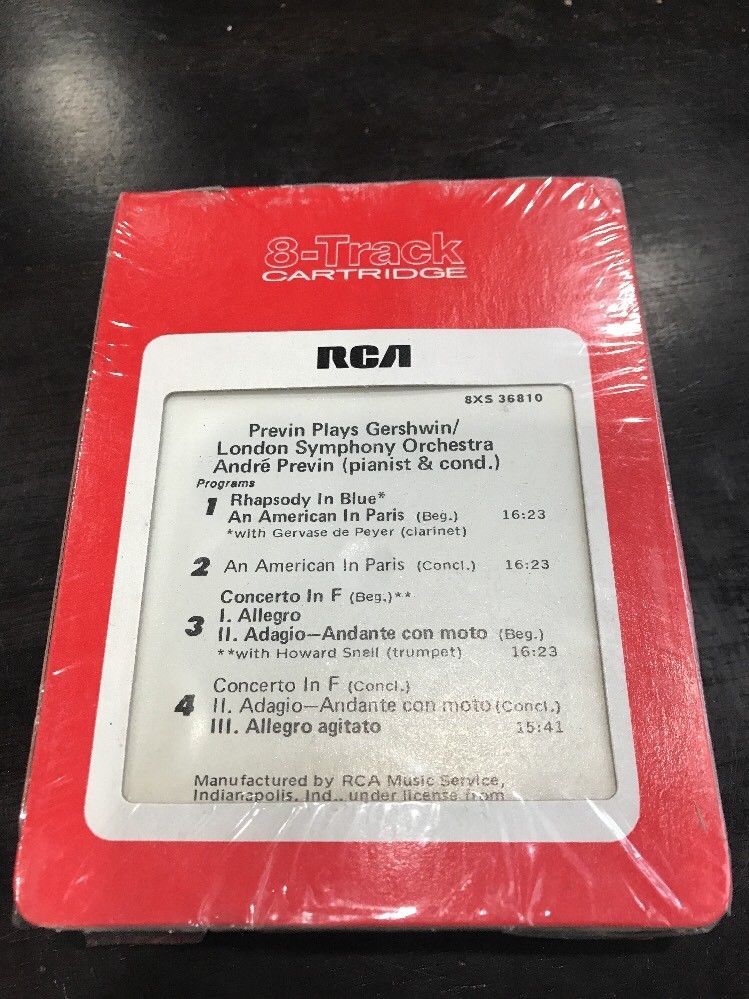 8-Track
CARTRIDGE
RCA
8XS 36810
Previn Plays Gershwin/
London Symphony Orchestra
André Previn (pianist & cond.)
Programs
1 Rhapsody In Blue*
An American In Paris (Beg.) 16:23
*with Gervase de Peyer (clarinet)
2 An American In Paris (Concl.) 16:23
Concerto In F (Beg.)**
3 I. Allegro
II. Adagio—Andante con moto (Beg.)
**with Howard Snell (trumpet) 16:23
Concerto In F (Concl.)
4 II. Adagio—Andante con moto (Concl.)
III. Allegro agitato 15:41
Manufactured by RCA Music Service,
Indianapolis, Ind., under license from